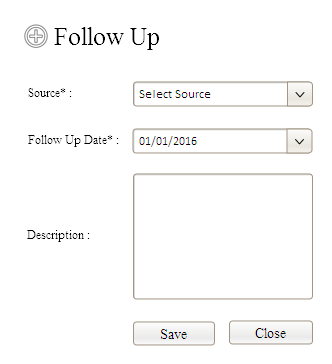 Follow Up
Source* : Select Source
Follow Up Date* : 01/01/2016
Description :
Save Close